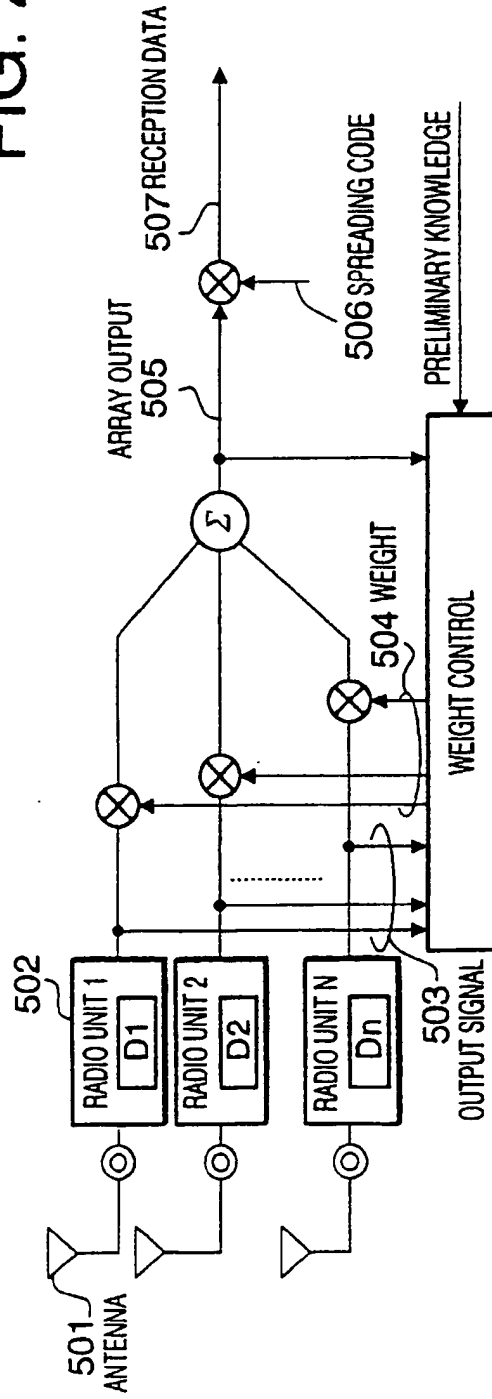 FIG.
501
ANTENNA
502
RADIO UNIT 1
D1
RADIO UNIT 2
D2
RADIO UNIT N
Dn
503
OUTPUT SIGNAL
504 WEIGHT
WEIGHT CONTROL
Σ
ARRAY OUTPUT
505
506 SPREADING CODE
507 RECEPTION DATA
PRELIMINARY KNOWLEDGE